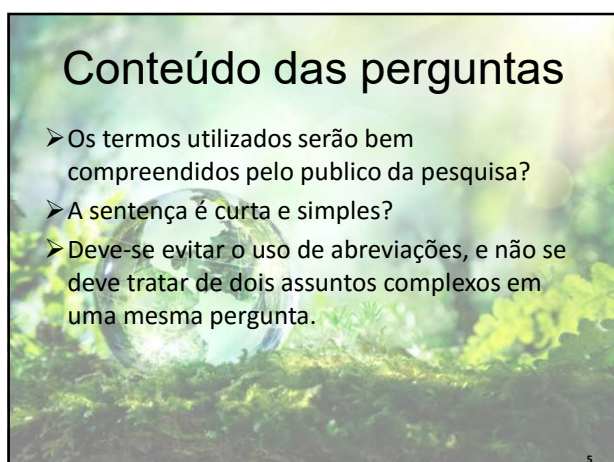 Conteúdo das perguntas
➢Os termos utilizados serão bem
compreendidos pelo publico da pesquisa?
➢A sentença é curta e simples?
➢Deve-se evitar o uso de abreviações, e não se
deve tratar de dois assuntos complexos em
uma mesma pergunta.
5